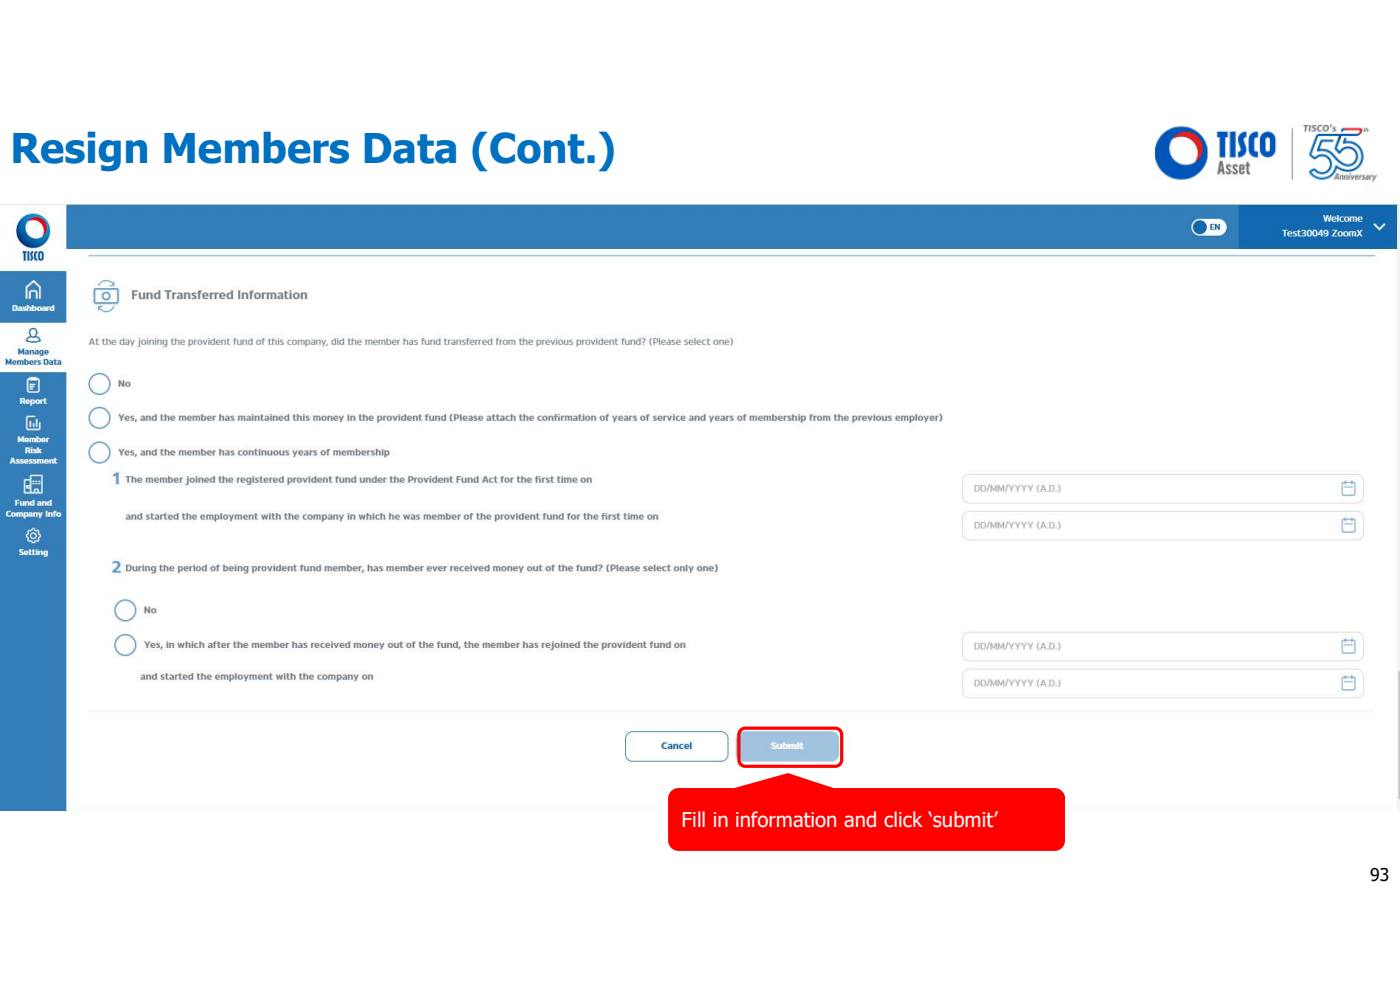 Resign Members Data (Cont.)
TISCO
Asset
TISCO's
th
55
Anniversary
TISCO
EN
Welcome
Test30049 ZoomX
Dashboard
Manage
Members Data
Report
Member
Risk
Assessment
Fund and
Company Info
Setting
Fund Transferred Information
At the day joining the provident fund of this company, did the member has fund transferred from the previous provident fund? (Please select one)
No
Yes, and the member has maintained this money in the provident fund (Please attach the confirmation of years of service and years of membership from the previous employer)
Yes, and the member has continuous years of membership
1 The member joined the registered provident fund under the Provident Fund Act for the first time on
DD/MM/YYYY (A.D.)
and started the employment with the company in which he was member of the provident fund for the first time on
DD/MM/YYYY (A.D.)
2 During the period of being provident fund member, has member ever received money out of the fund? (Please select only one)
No
Yes, in which after the member has received money out of the fund, the member has rejoined the provident fund on
DD/MM/YYYY (A.D.)
and started the employment with the company on
DD/MM/YYYY (A.D.)
Cancel
Submit
Fill in information and click ‘submit’
93